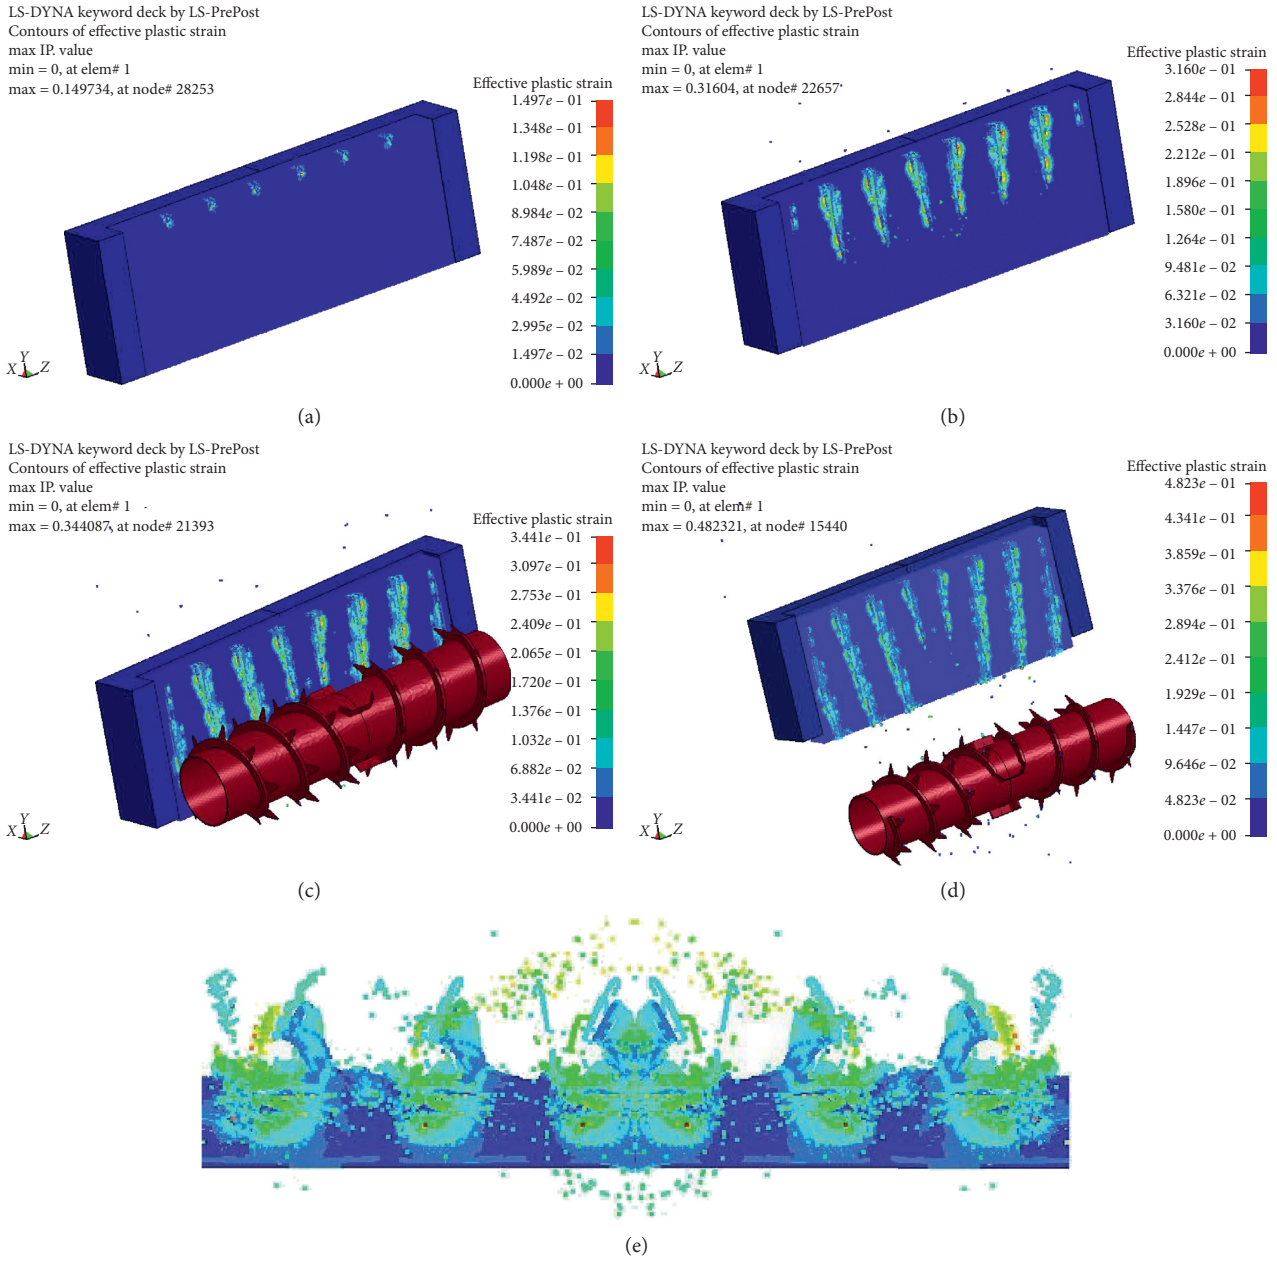 LS-DYNA keyword deck by LS-PrePost
Contours of effective plastic strain
max IP. value
min = 0, at elem# 1
max = 0.149734, at node# 28253
Effective plastic strain
1.497e – 01
1.348e – 01
1.198e – 01
1.048e – 01
8.984e – 02
7.487e – 02
5.989e – 02
4.492e – 02
2.995e – 02
1.497e – 02
0.000e + 00
Y
X Z
(a)
LS-DYNA keyword deck by LS-PrePost
Contours of effective plastic strain
max IP. value
min = 0, at elem# 1
max = 0.31604, at node# 22657
Effective plastic strain
3.160e – 01
2.844e – 01
2.528e – 01
2.212e – 01
1.896e – 01
1.580e – 01
1.264e – 01
9.481e – 02
6.321e – 02
3.160e – 02
0.000e + 00
Y
X Z
(b)
LS-DYNA keyword deck by LS-PrePost
Contours of effective plastic strain
max IP. value
min = 0, at elem# 1
max = 0.344087, at node# 21393
Effective plastic strain
3.441e – 01
3.097e – 01
2.753e – 01
2.409e – 01
2.065e – 01
1.720e – 01
1.376e – 01
1.032e – 01
6.882e – 02
3.441e – 02
0.000e + 00
Y
X Z
(c)
LS-DYNA keyword deck by LS-PrePost
Contours of effective plastic strain
max IP. value
min = 0, at elem# 1
max = 0.482321, at node# 15440
Effective plastic strain
4.823e – 01
4.341e – 01
3.859e – 01
3.376e – 01
2.894e – 01
2.412e – 01
1.929e – 01
1.447e – 01
9.646e – 02
4.823e – 02
0.000e + 00
Y
X Z
(d)
(e)